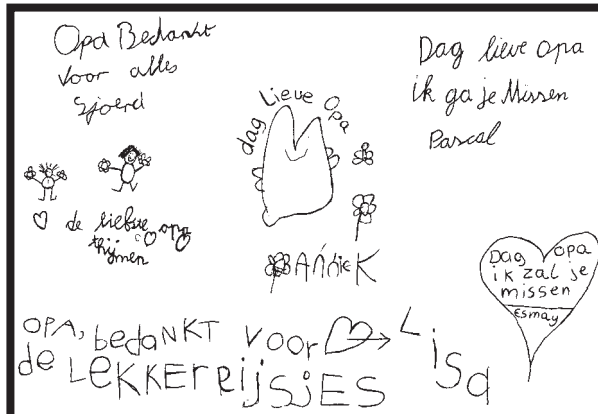 Opa Bedankt
voor alles
Sjoerd
Dag lieve opa
ik ga je Missen
Pascal
dag Lieve Opa
de liefste opa
thijmen
AnnieK
Dag opa
ik zal je
missen
Esmay
OPA, bedANKT voor
de LEKKEREijsjES
Lisa